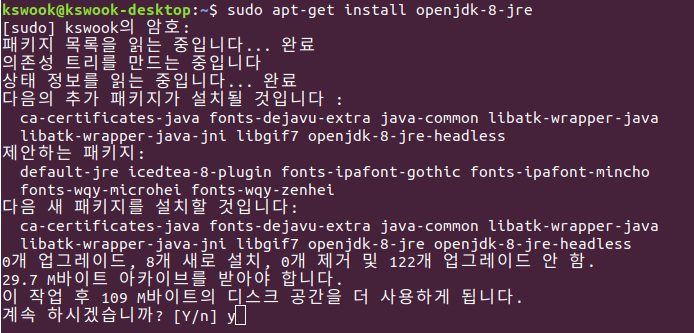 kswook@kswook-desktop:~$ sudo apt-get install openjdk-8-jre
[sudo] kswook의 암호:
패키지 목록을 읽는 중입니다... 완료
의존성 트리를 만드는 중입니다
상태 정보를 읽는 중입니다... 완료
다음의 추가 패키지가 설치될 것입니다 :
ca-certificates-java fonts-dejavu-extra java-common libatk-wrapper-java
libatk-wrapper-java-jni libgif7 openjdk-8-jre-headless
제안하는 패키지:
default-jre icedtea-8-plugin fonts-ipafont-gothic fonts-ipafont-mincho
fonts-wqy-microhei fonts-wqy-zenhei
다음 새 패키지를 설치할 것입니다:
ca-certificates-java fonts-dejavu-extra java-common libatk-wrapper-java
libatk-wrapper-java-jni libgif7 openjdk-8-jre openjdk-8-jre-headless
0개 업그레이드, 8개 새로 설치, 0개 제거 및 122개 업그레이드 안 함.
29.7 M바이트 아카이브를 받아야 합니다.
이 작업 후 109 M바이트의 디스크 공간을 더 사용하게 됩니다.
계속 하시겠습니까? [Y/n] y